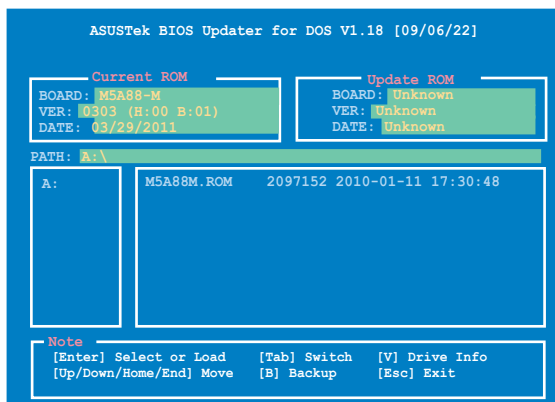 ASUSTek BIOS Updater for DOS V1.18 [09/06/22]
Current ROM
BOARD: M5A88-M
VER: 0303 (H:00 B:01)
DATE: 03/29/2011
Update ROM
BOARD: Unknown
VER: Unknown
DATE: Unknown
PATH: A:\
A:
M5A88M.ROM 2097152 2010-01-11 17:30:48
Note
[Enter] Select or Load [Tab] Switch [V] Drive Info
[Up/Down/Home/End] Move [B] Backup [Esc] Exit